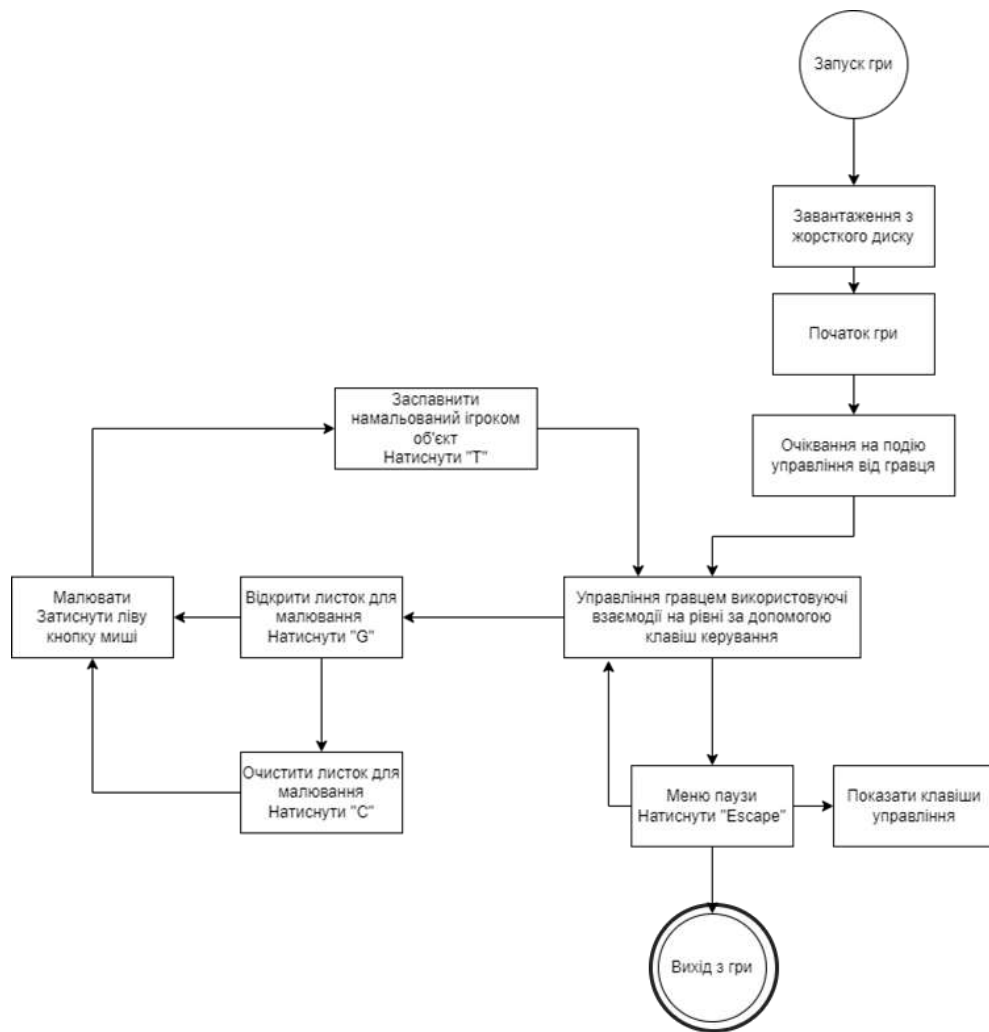 Запуск гри
Завантаження з
жорсткого диску
Початок гри
Очіквання на подію
управління від гравця
Заспавнити
намальований ігроком
об'єкт
Натиснути "T"
Малювати
Затиснути ліву
кнопку миші
Відкрити листок для
малювання
Натиснути "G"
Управління гравцем використовуючі
взаємодії на рівні за допомогою
клавіш керування
Очистити листок для
малювання
Натиснути "C"
Меню паузи
Натиснути "Escape"
Показати клавіши
управління
Вихід з гри